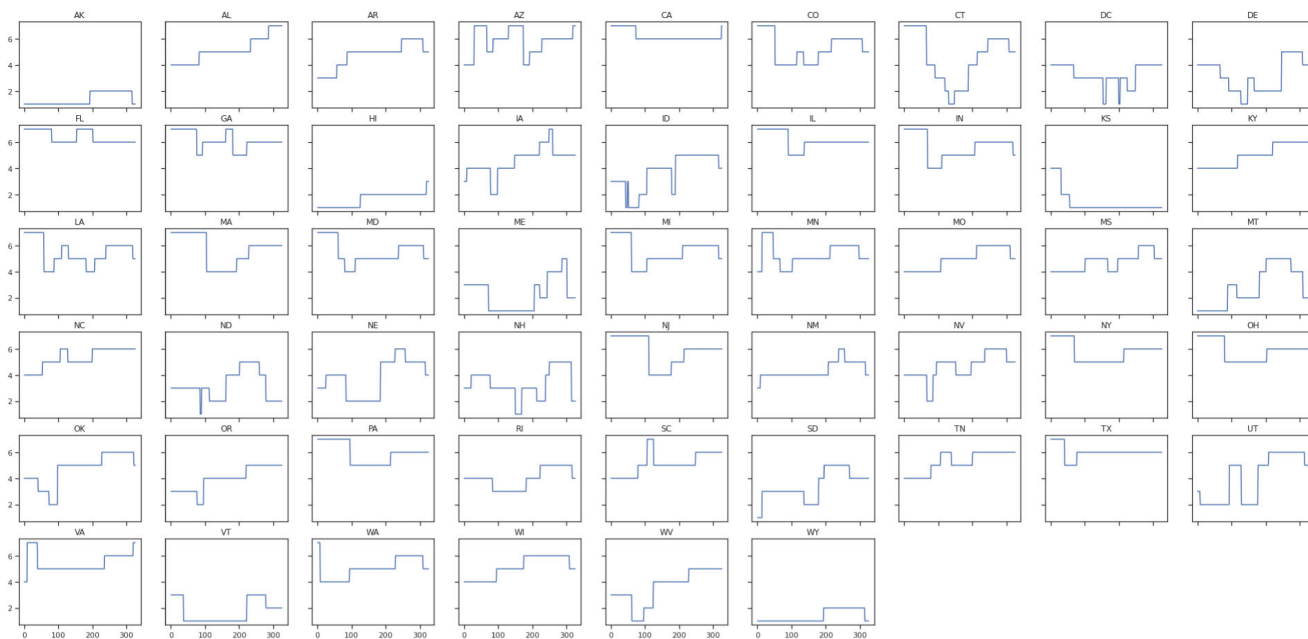 AK AL AR AZ CA CO CT DC DE
6
4
2
FL GA HI IA ID IL IN KS KY
6
4
2
LA MA MD ME MI MN MO MS MT
6
4
2
NC ND NE NH NJ NM NV NY OH
6
4
2
OK OR PA RI SC SD TN TX UT
6
4
2
VA VT WA WI WV WY
6
4
2
0 100 200 300 0 100 200 300 0 100 200 300 0 100 200 300 0 100 200 300 0 100 200 300